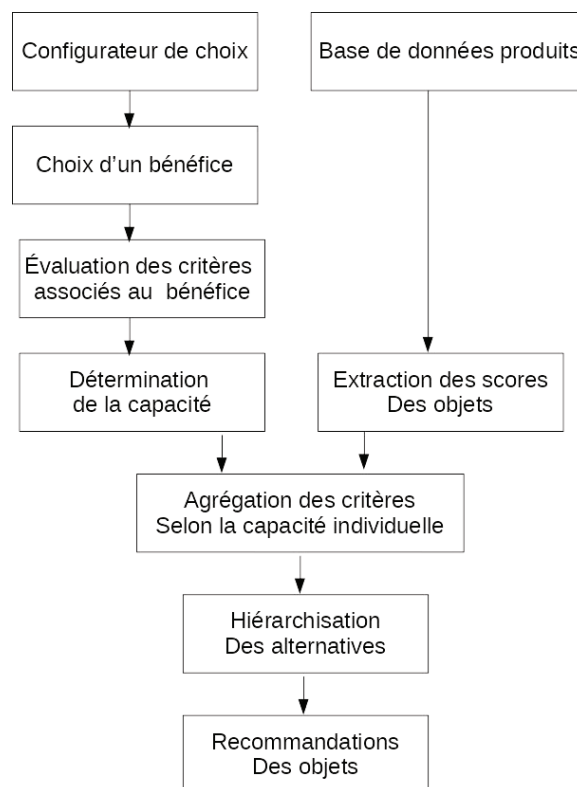 Configurateur de choix
Base de données produits
Choix d'un bénéfice
Évaluation des critères
associés au bénéfice
Détermination
de la capacité
Extraction des scores
Des objets
Agrégation des critères
Selon la capacité individuelle
Hiérarchisation
Des alternatives
Recommandations
Des objets